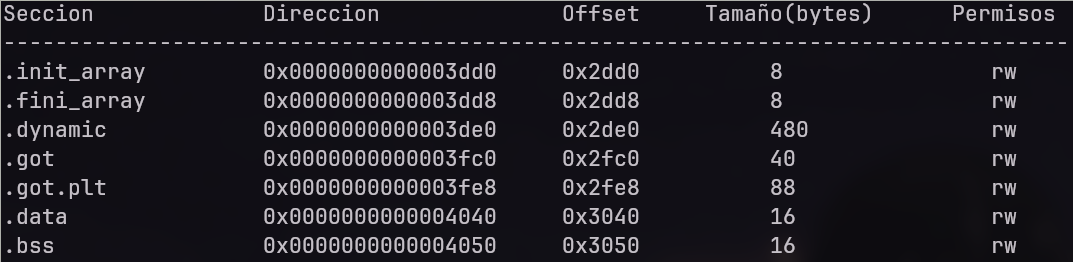 Seccion Direccion Offset Tamaño(bytes) Permisos
----------------------------------------------------------------------------------
.init_array 0x0000000000003dd0 0x2dd0 8 rw
.fini_array 0x0000000000003dd8 0x2dd8 8 rw
.dynamic 0x0000000000003de0 0x2de0 480 rw
.got 0x0000000000003fc0 0x2fc0 40 rw
.got.plt 0x0000000000003fe8 0x2fe8 88 rw
.data 0x0000000000004040 0x3040 16 rw
.bss 0x0000000000004050 0x3050 16 rw